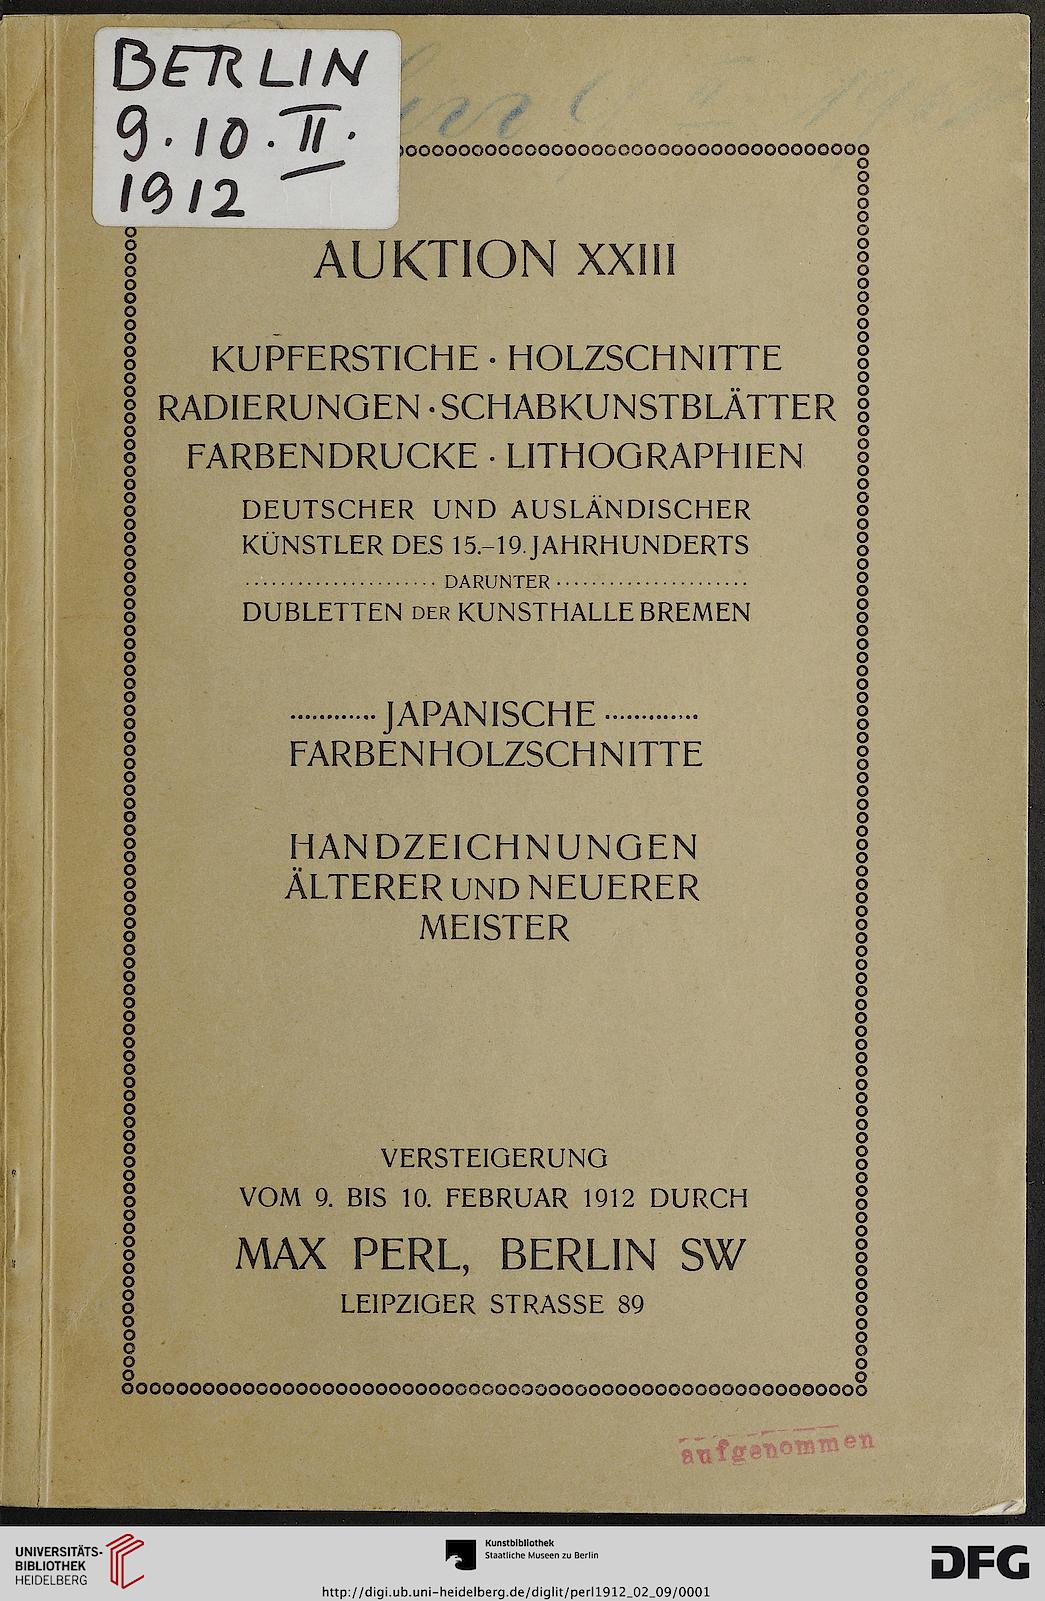 BERLIN
9.10.II.
1912
AUKTION XXIII
KUPFERSTICHE · HOLZSCHNITTE
RADIERUNGEN · SCHABKUNSTBLÄTTER
FARBENDRUCKE · LITHOGRAPHIEN
DEUTSCHER UND AUSLÄNDISCHER
KÜNSTLER DES 15.–19. JAHRHUNDERTS
DARUNTER
DUBLETTEN DER KUNSTHALLE BREMEN
JAPANISCHE
FARBENHOLZSCHNITTE
HANDZEICHNUNGEN
ÄLTERER UND NEUERER
MEISTER
VERSTEIGERUNG
VOM 9. BIS 10. FEBRUAR 1912 DURCH
MAX PERL, BERLIN SW
LEIPZIGER STRASSE 89
aufgenommen
UNIVERSITÄTS-
BIBLIOTHEK
HEIDELBERG
Kunstbibliothek
Staatliche Museen zu Berlin
DFG
http://digi.ub.uni-heidelberg.de/diglit/perl1912_02_09/0001